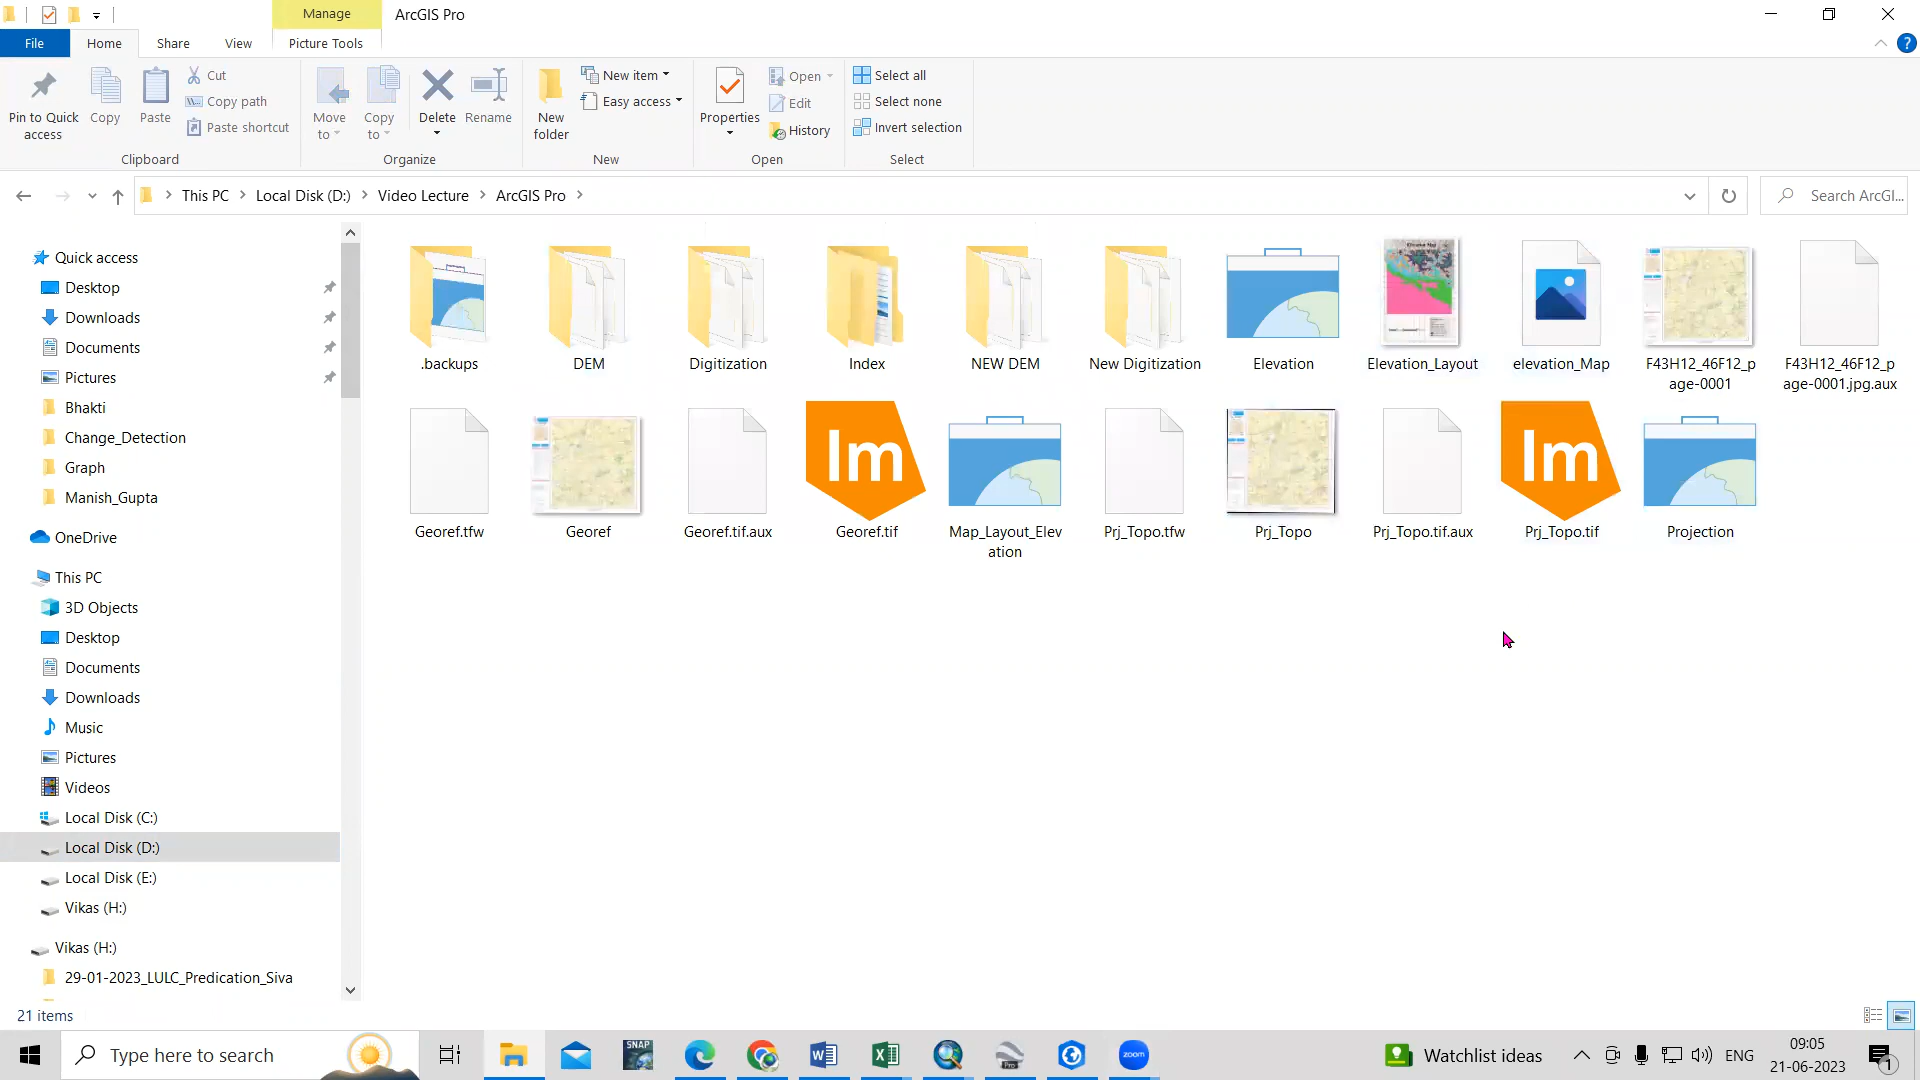 Manage
ArcGIS Pro
File
Home
Share
View
Picture Tools
Pin to Quick
access
Copy
Paste
Cut
Copy path
Paste shortcut
Clipboard
Move
to
Copy
to
Delete
Rename
Organize
New
folder
New item
Easy access
New
Properties
Open
Edit
History
Open
Select all
Select none
Invert selection
Select
This PC
Local Disk (D:)
Video Lecture
ArcGIS Pro
Search ArcGI...
Quick access
Desktop
Downloads
Documents
Pictures
Bhakti
Change_Detection
Graph
Manish_Gupta
OneDrive
This PC
3D Objects
Desktop
Documents
Downloads
Music
Pictures
Videos
Local Disk (C:)
Local Disk (D:)
Local Disk (E:)
Vikas (H:)
Vikas (H:)
29-01-2023_LULC_Predication_Siva
.backups
DEM
Digitization
Index
NEW DEM
New Digitization
Elevation
Elevation_Layout
elevation_Map
F43H12_46F12_p
age-0001
F43H12_46F12_p
age-0001.jpg.aux
Im
Im
Georef.tfw
Georef
Georef.tif.aux
Georef.tif
Map_Layout_Elev
ation
Prj_Topo.tfw
Prj_Topo
Prj_Topo.tif.aux
Prj_Topo.tif
Projection
21 items
Type here to search
SNAP
Pro
zoom
Watchlist ideas
ENG
09:05
21-06-2023
1